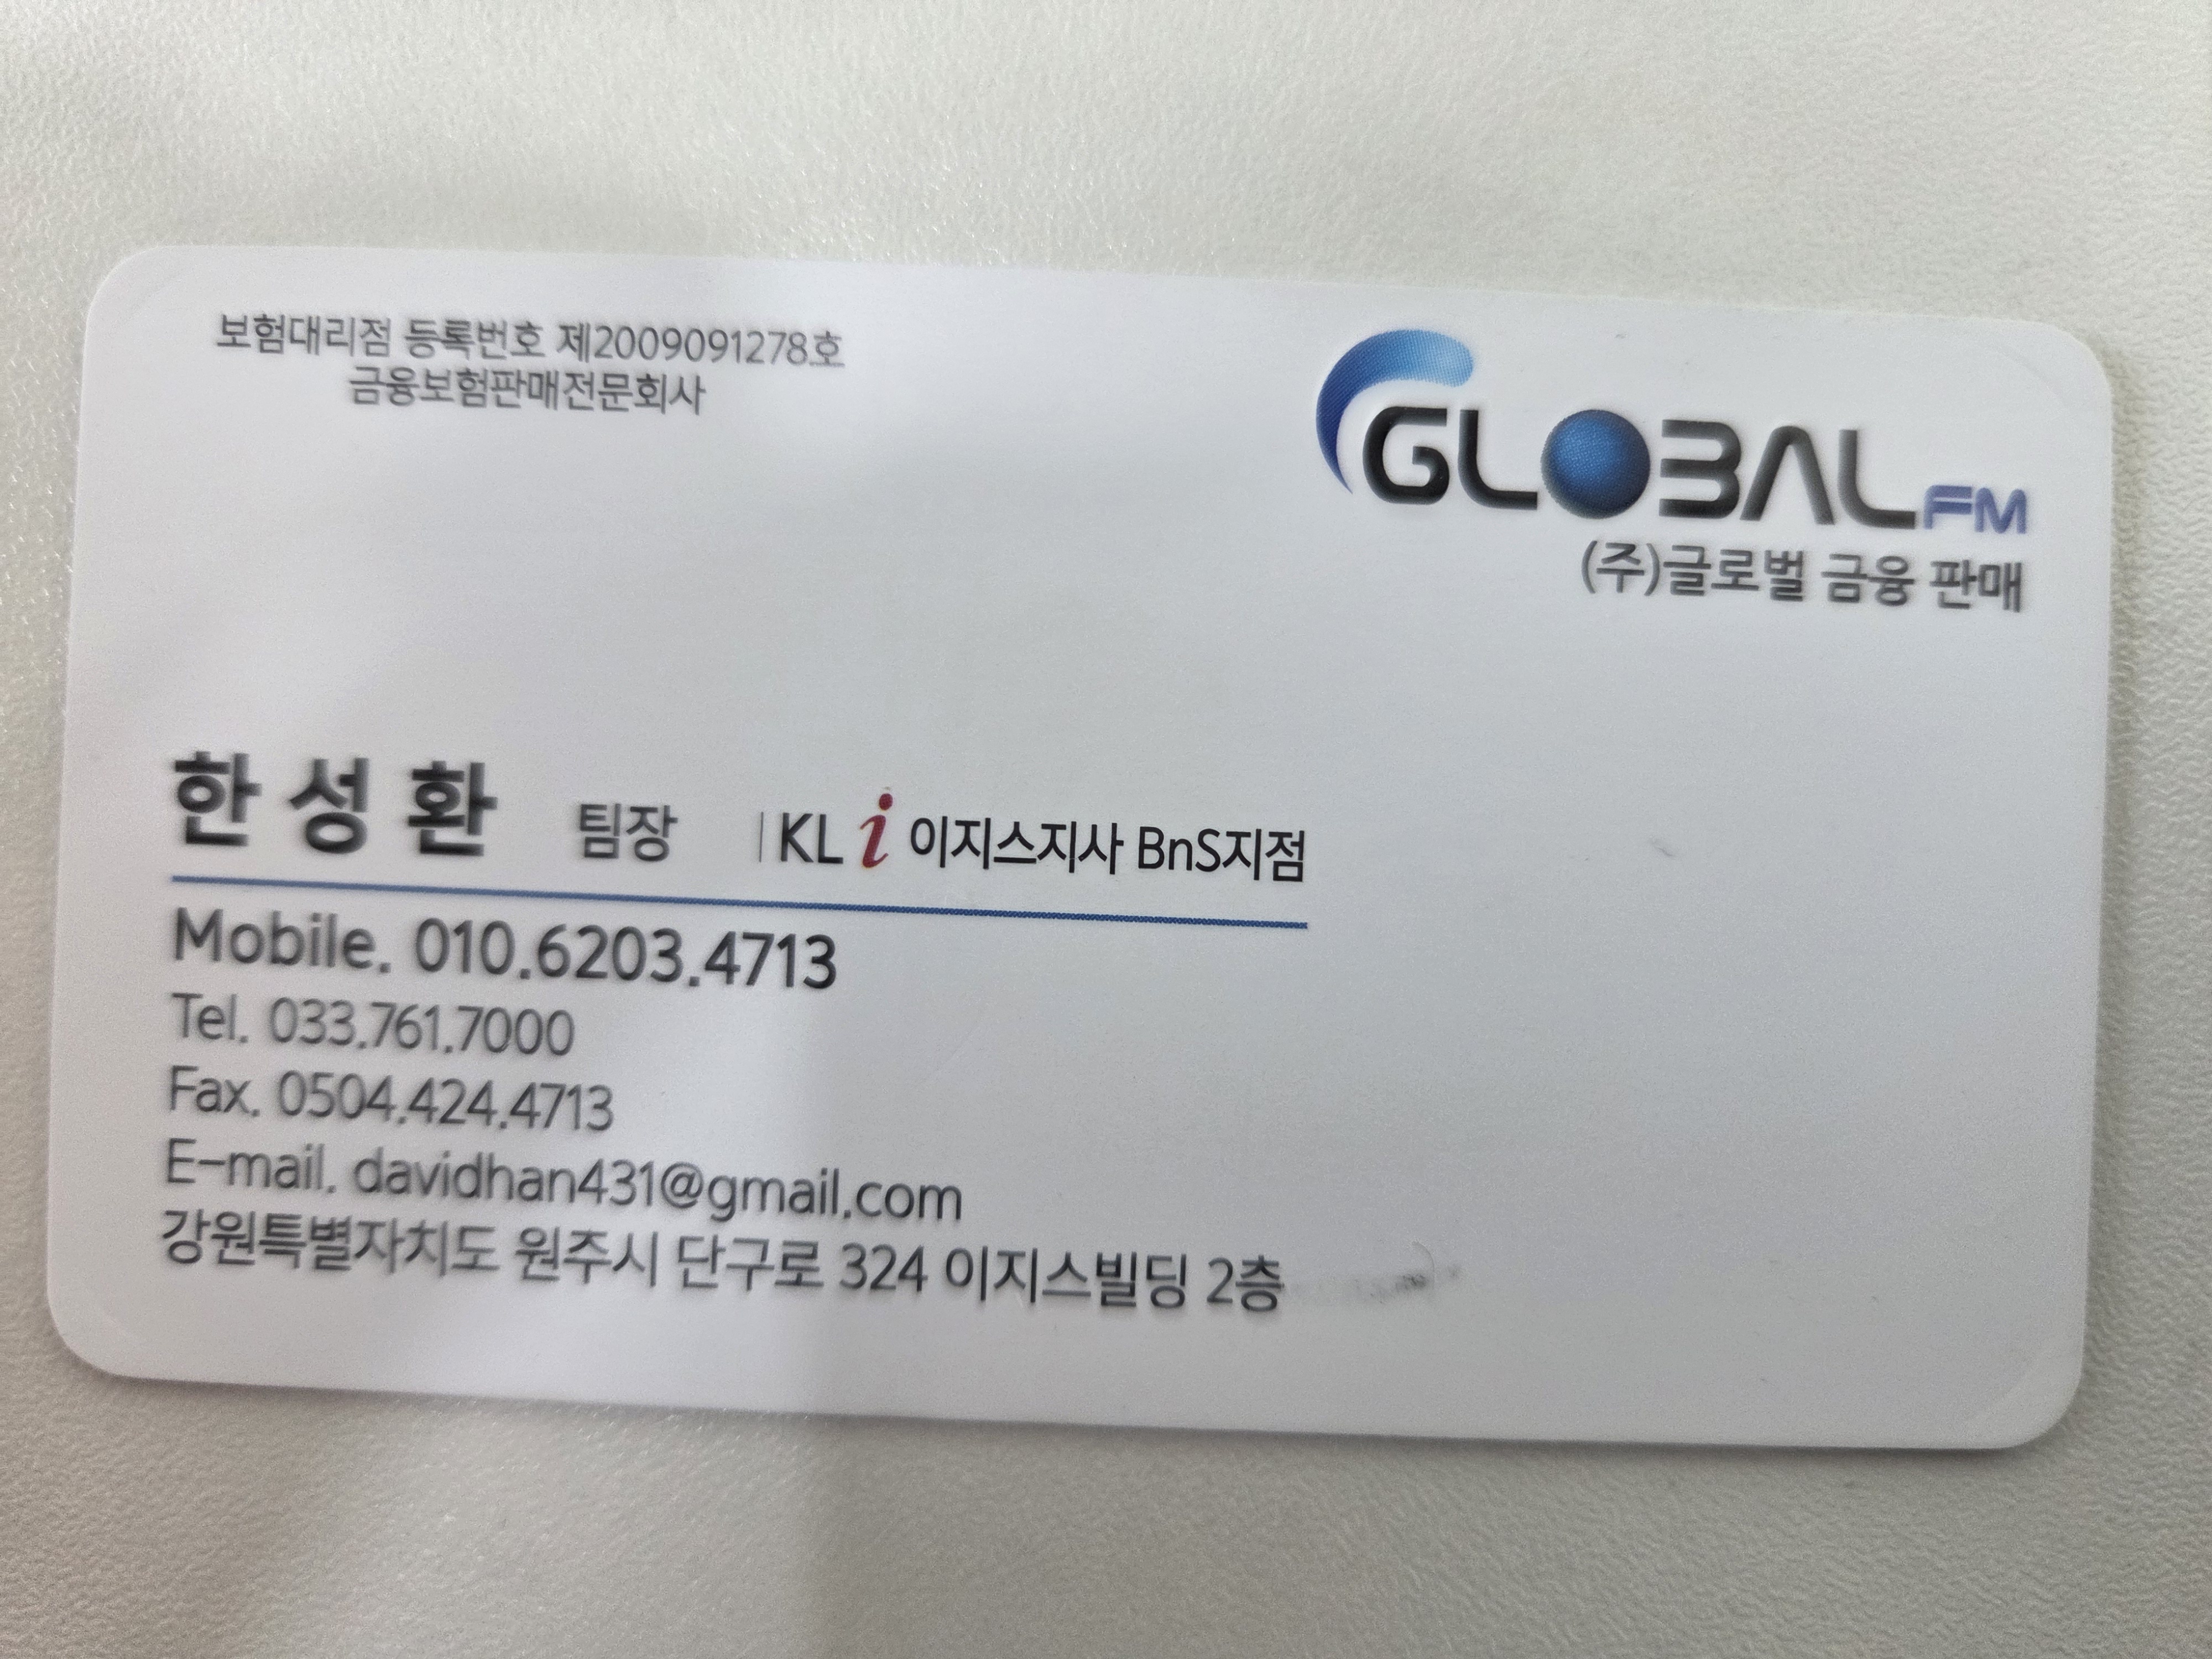 보험대리점 등록번호 제2009091278호
금융보험판매전문회사
GLOBAL FM
(주)글로벌 금융 판매
한성환 팀장 | KL i 이지스지사 BnS지점
Mobile. 010.6203.4713
Tel. 033.761.7000
Fax. 0504.424.4713
E-mail. davidhan431@gmail.com
강원특별자치도 원주시 단구로 324 이지스빌딩 2층